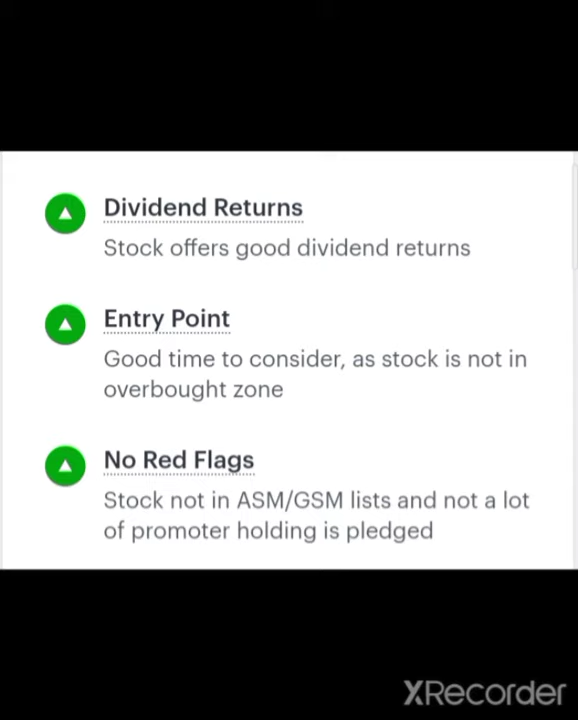 Dividend Returns
Stock offers good dividend returns
Entry Point
Good time to consider, as stock is not in
overbought zone
No Red Flags
Stock not in ASM/GSM lists and not a lot
of promoter holding is pledged
XRecorder